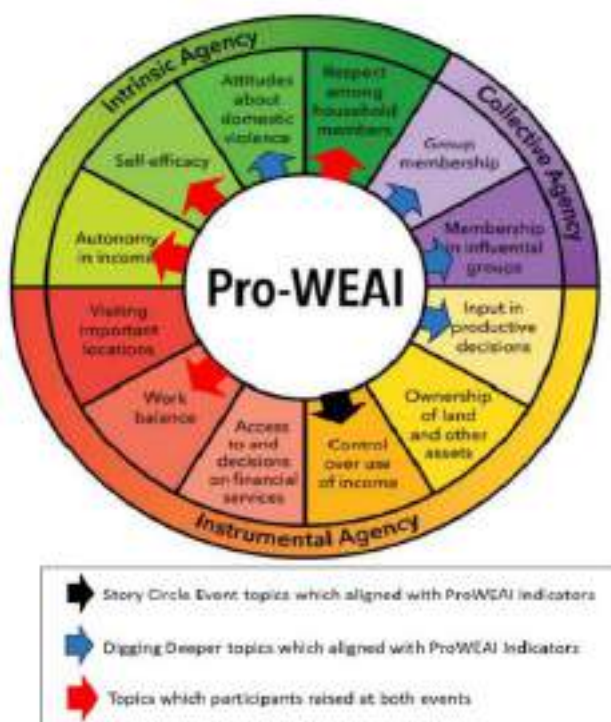 Intrinsic Agency
Attitudes
about
domestic
violence
Respect
among
household
members
Collective Agency
Group
membership
Self-efficacy
Autonomy
in income
Pro-WEAI
Membership
in influential
groups
Visiting
important
locations
Input in
productive
decisions
Work
balance
Access
to and
decisions
on financial
services
Control
over use
of income
Ownership
of land
and other
assets
Instrumental Agency
Story Circle Event topics which aligned with ProWEAI Indicators
Digging Deeper topics which aligned with ProWEAI Indicators
Topics which participants raised at both events